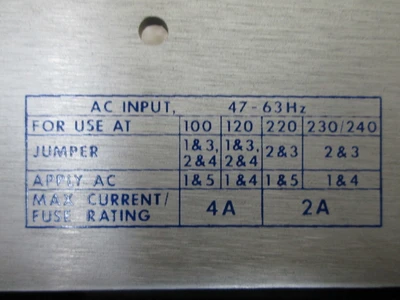 AC INPUT, 47-63Hz
FOR USE AT 100 120 220 230/240
JUMPER 1&3, 2&4 1&3, 2&4 2&3 2&3
APPLY AC 1&5 1&4 1&5 1&4
MAX CURRENT/ FUSE RATING 4A 2A